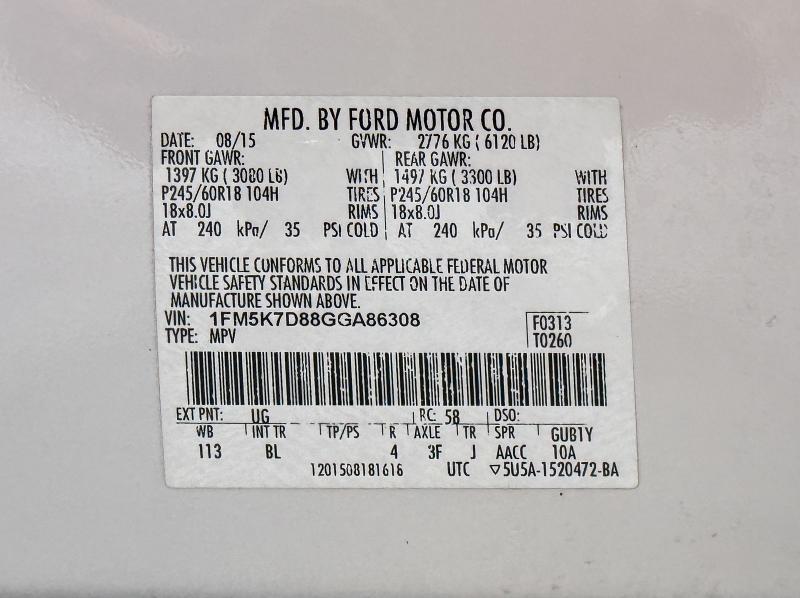 MFD. BY FORD MOTOR CO.
DATE: 08/15 GVWR: 2776 KG ( 6120 LB)
FRONT GAWR: REAR GAWR:
1397 KG ( 3080 LB) WITH 1497 KG ( 3300 LB) WITH
P245/60R18 104H TIRES P245/60R18 104H TIRES
18x8.0J RIMS 18x8.0J RIMS
AT 240 kPa/ 35 PSI COLD AT 240 kPa/ 35 PSI COLD
THIS VEHICLE CONFORMS TO ALL APPLICABLE FEDERAL MOTOR
VEHICLE SAFETY STANDARDS IN EFFECT ON THE DATE OF
MANUFACTURE SHOWN ABOVE.
VIN: 1FM5K7D88GGA86308 F0313
TYPE: MPV T0260
EXT PNT: UG RC: 58 DSO:
WB INT TR TP/PS R AXLE TR SPR GUB1Y
113 BL 4 3F J AACC 10A
1201508181616 UTC ▽5U5A-1520472-BA